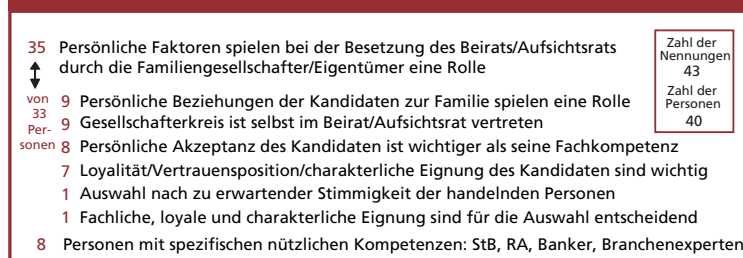 35 Persönliche Faktoren spielen bei der Besetzung des Beirats/Aufsichtsrats
durch die Familiengesellschafter/Eigentümer eine Rolle
Zahl der
Nennungen
43
Zahl der
Personen
40
von
33
Per-
sonen
9 Persönliche Beziehungen der Kandidaten zur Familie spielen eine Rolle
9 Gesellschafterkreis ist selbst im Beirat/Aufsichtsrat vertreten
8 Persönliche Akzeptanz des Kandidaten ist wichtiger als seine Fachkompetenz
7 Loyalität/Vertrauensposition/charakterliche Eignung des Kandidaten sind wichtig
1 Auswahl nach zu erwartender Stimmigkeit der handelnden Personen
1 Fachliche, loyale und charakterliche Eignung sind für die Auswahl entscheidend
8 Personen mit spezifischen nützlichen Kompetenzen: StB, RA, Banker, Branchenexperten